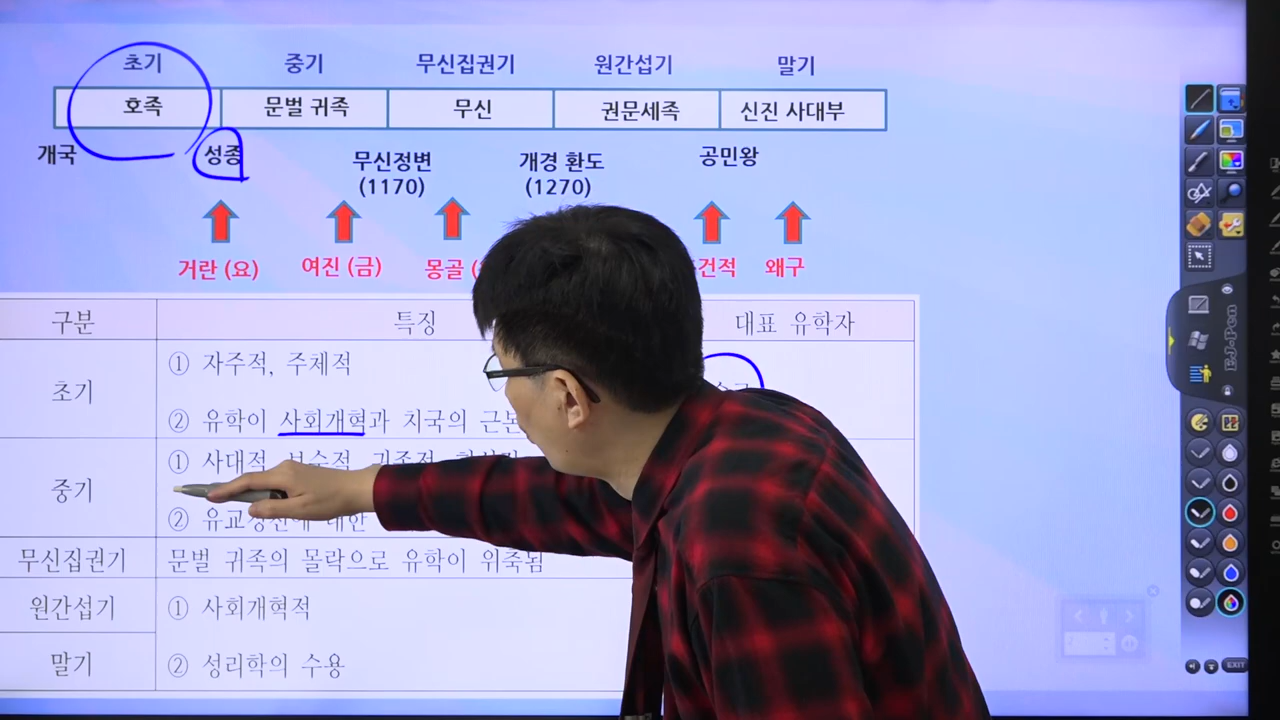 초기 중기 무신집권기 원간섭기 말기
호족 문벌 귀족 무신 권문세족 신진 사대부
개국 성종 무신정변 개경 환도 공민왕
(1170) (1270)
거란 (요) 여진 (금) 몽골 왜구
구분 특징 대표 유학자
초기
① 자주적, 주체적
② 유학이 사회개혁과 치국의
중기
① 사대적
②
무신집권기 문벌 귀족의 몰락으로 유학이 위축됨
원간섭기 ① 사회개혁적
말기 ② 성리학의 수용
E.J-Pen
EXIT